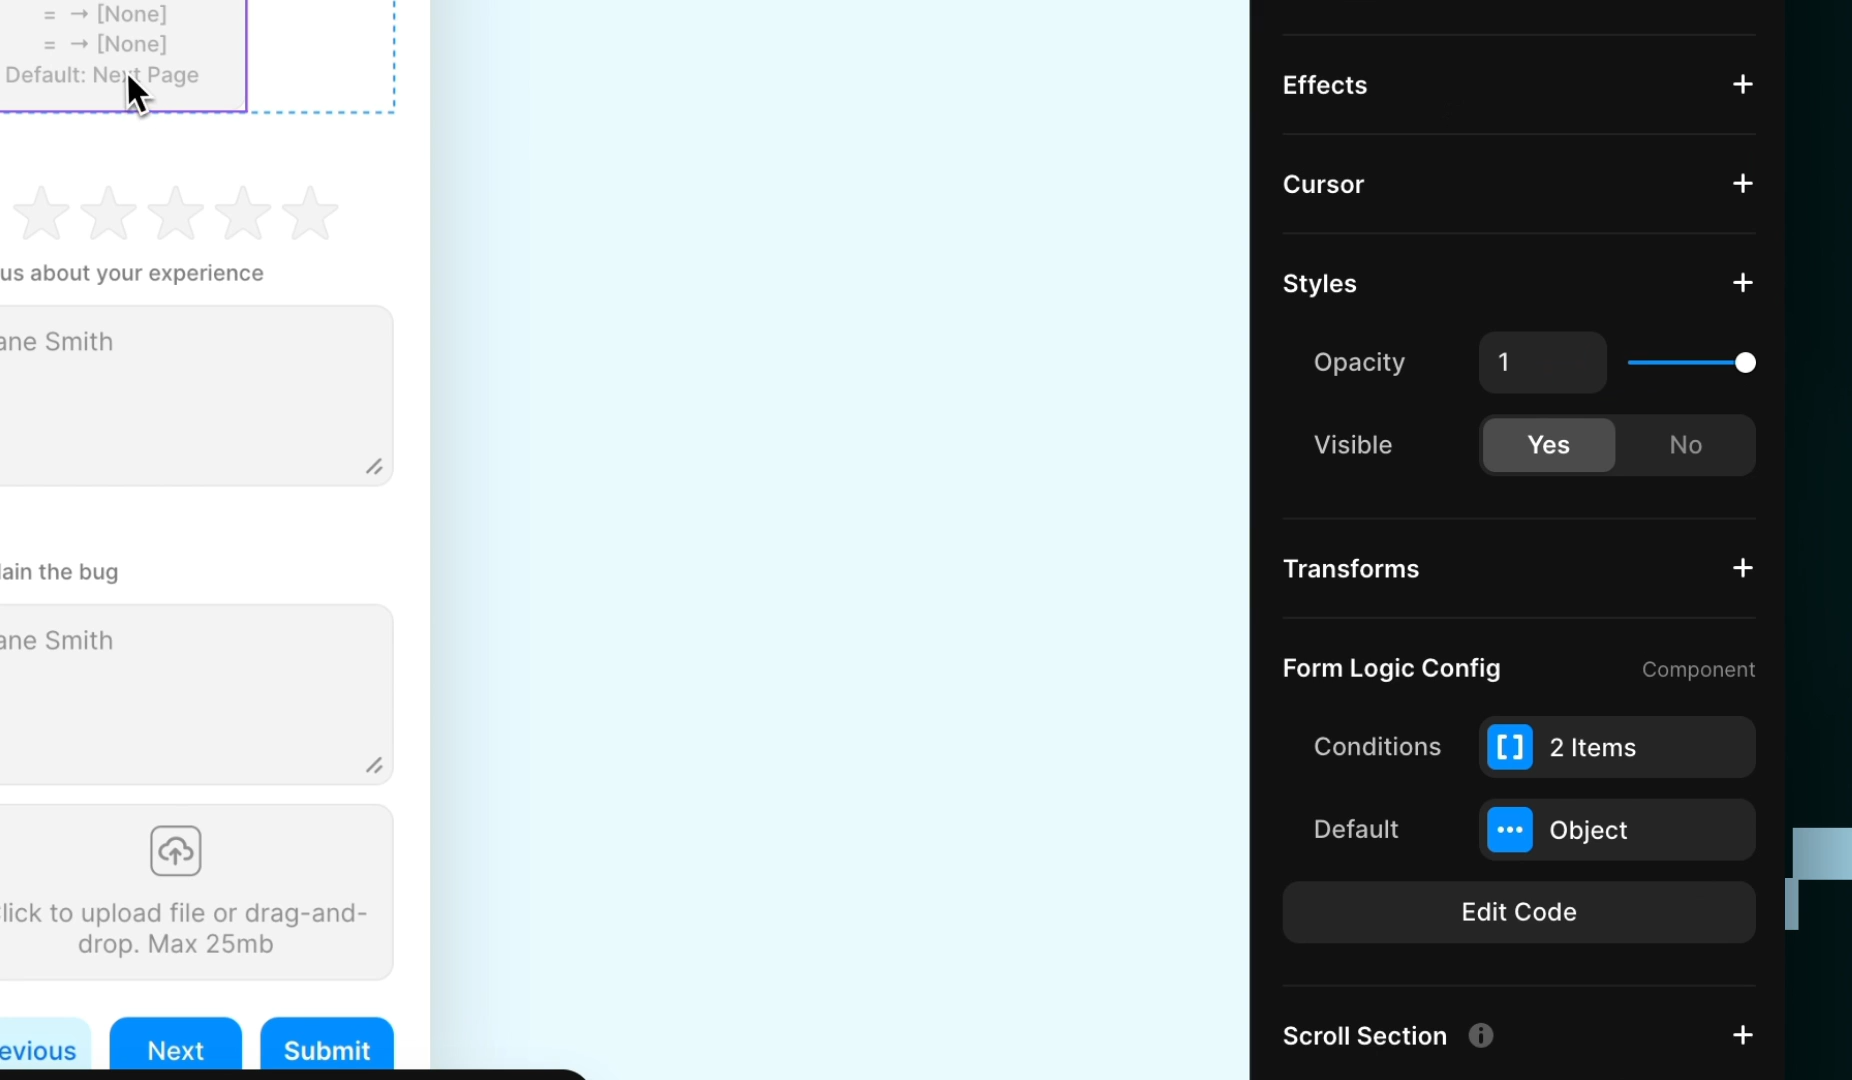 = → [None]
= → [None]
Default: Next Page
us about your experience
ane Smith
lain the bug
ane Smith
lick to upload file or drag-and-
drop. Max 25mb
evious
Next
Submit
Effects
Cursor
Styles
Opacity 1
Visible Yes No
Transforms
Form Logic Config Component
Conditions 2 Items
Default Object
Edit Code
Scroll Section